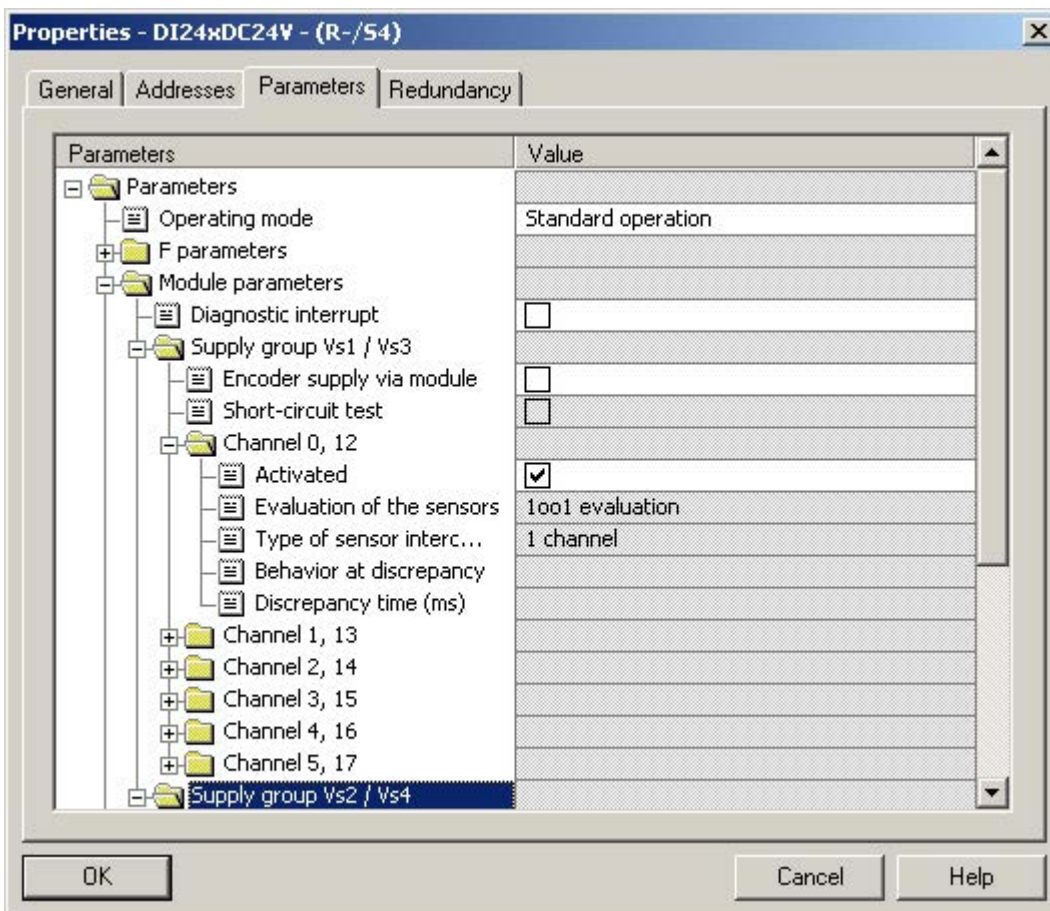 Properties - DI24xDC24V - (R-/S4)
General Addresses Parameters Redundancy
Parameters Value
Parameters
Operating mode Standard operation
F parameters
Module parameters
Diagnostic interrupt
Supply group Vs1 / Vs3
Encoder supply via module
Short-circuit test
Channel 0, 12
Activated
Evaluation of the sensors 1oo1 evaluation
Type of sensor interc... 1 channel
Behavior at discrepancy
Discrepancy time (ms)
Channel 1, 13
Channel 2, 14
Channel 3, 15
Channel 4, 16
Channel 5, 17
Supply group Vs2 / Vs4
OK Cancel Help